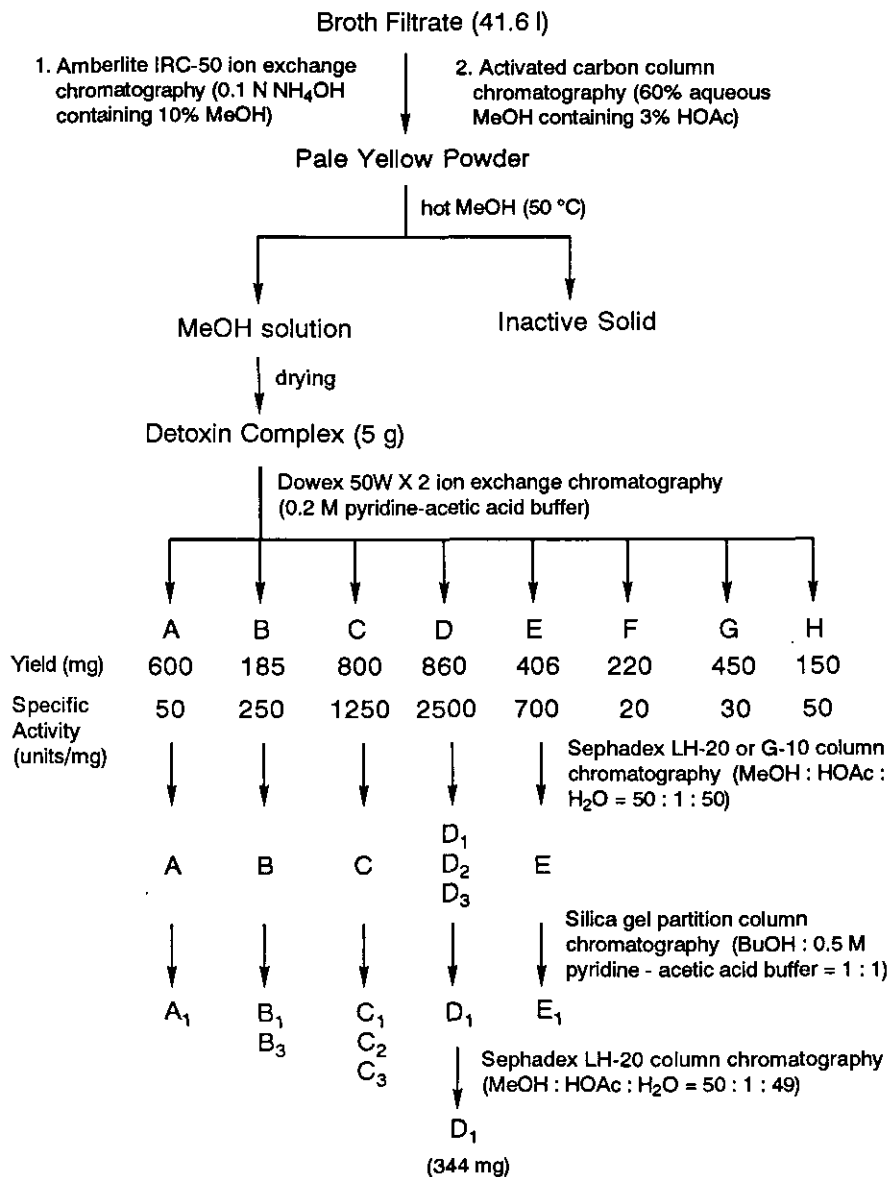 Broth Filtrate (41.6 l)
1. Amberlite IRC-50 ion exchange
chromatography (0.1 N NH₄OH
containing 10% MeOH)
2. Activated carbon column
chromatography (60% aqueous
MeOH containing 3% HOAc)
Pale Yellow Powder
hot MeOH (50 °C)
MeOH solution
Inactive Solid
drying
Detoxin Complex (5 g)
Dowex 50W X 2 ion exchange chromatography
(0.2 M pyridine-acetic acid buffer)
A B C D E F G H
Yield (mg) 600 185 800 860 406 220 450 150
Specific
Activity
(units/mg)
50 250 1250 2500 700 20 30 50
Sephadex LH-20 or G-10 column
chromatography (MeOH : HOAc :
H₂O = 50 : 1 : 50)
D₁
A B C D₂ E
D₃
Silica gel partition column
chromatography (BuOH : 0.5 M
pyridine - acetic acid buffer = 1 : 1)
A₁ B₁ C₁ D₁ E₁
B₃ C₂
C₃
Sephadex LH-20 column chromatography
(MeOH : HOAc : H₂O = 50 : 1 : 49)
D₁
(344 mg)